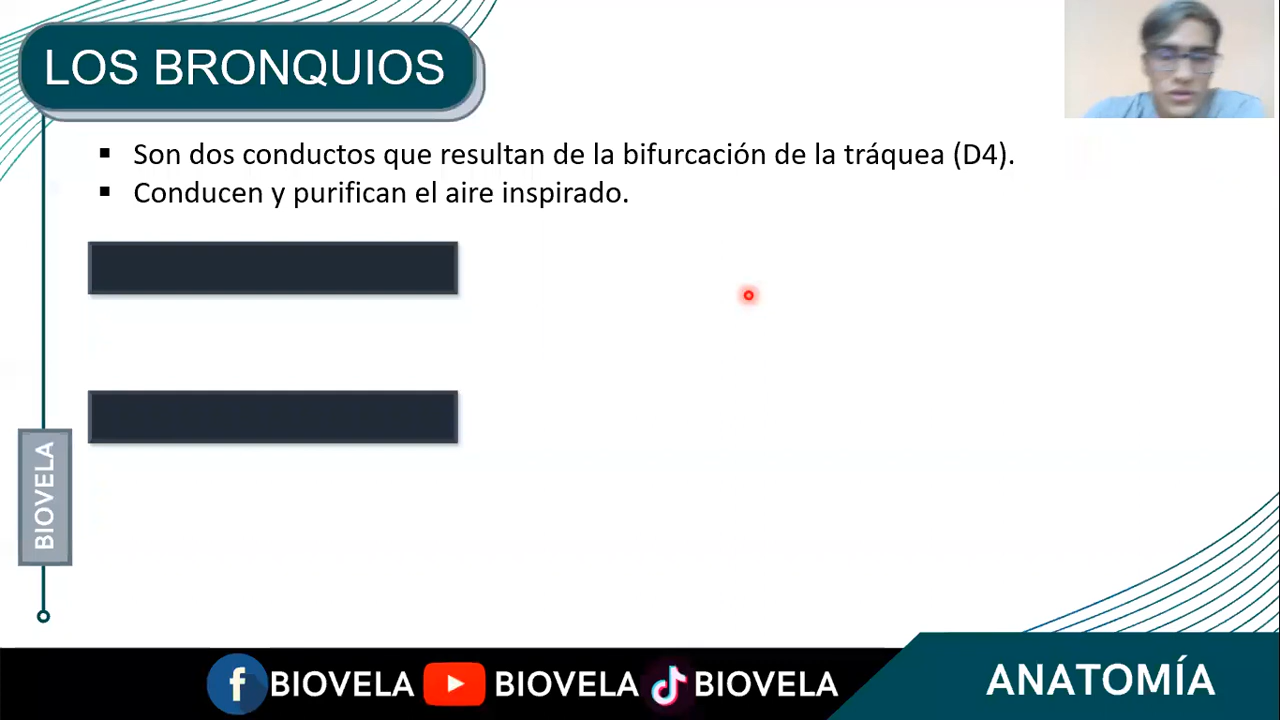 LOS BRONQUIOS
Son dos conductos que resultan de la bifurcación de la tráquea (D4).
Conducen y purifican el aire inspirado.
BIOVELA
BIOVELA BIOVELA BIOVELA
ANATOMÍA